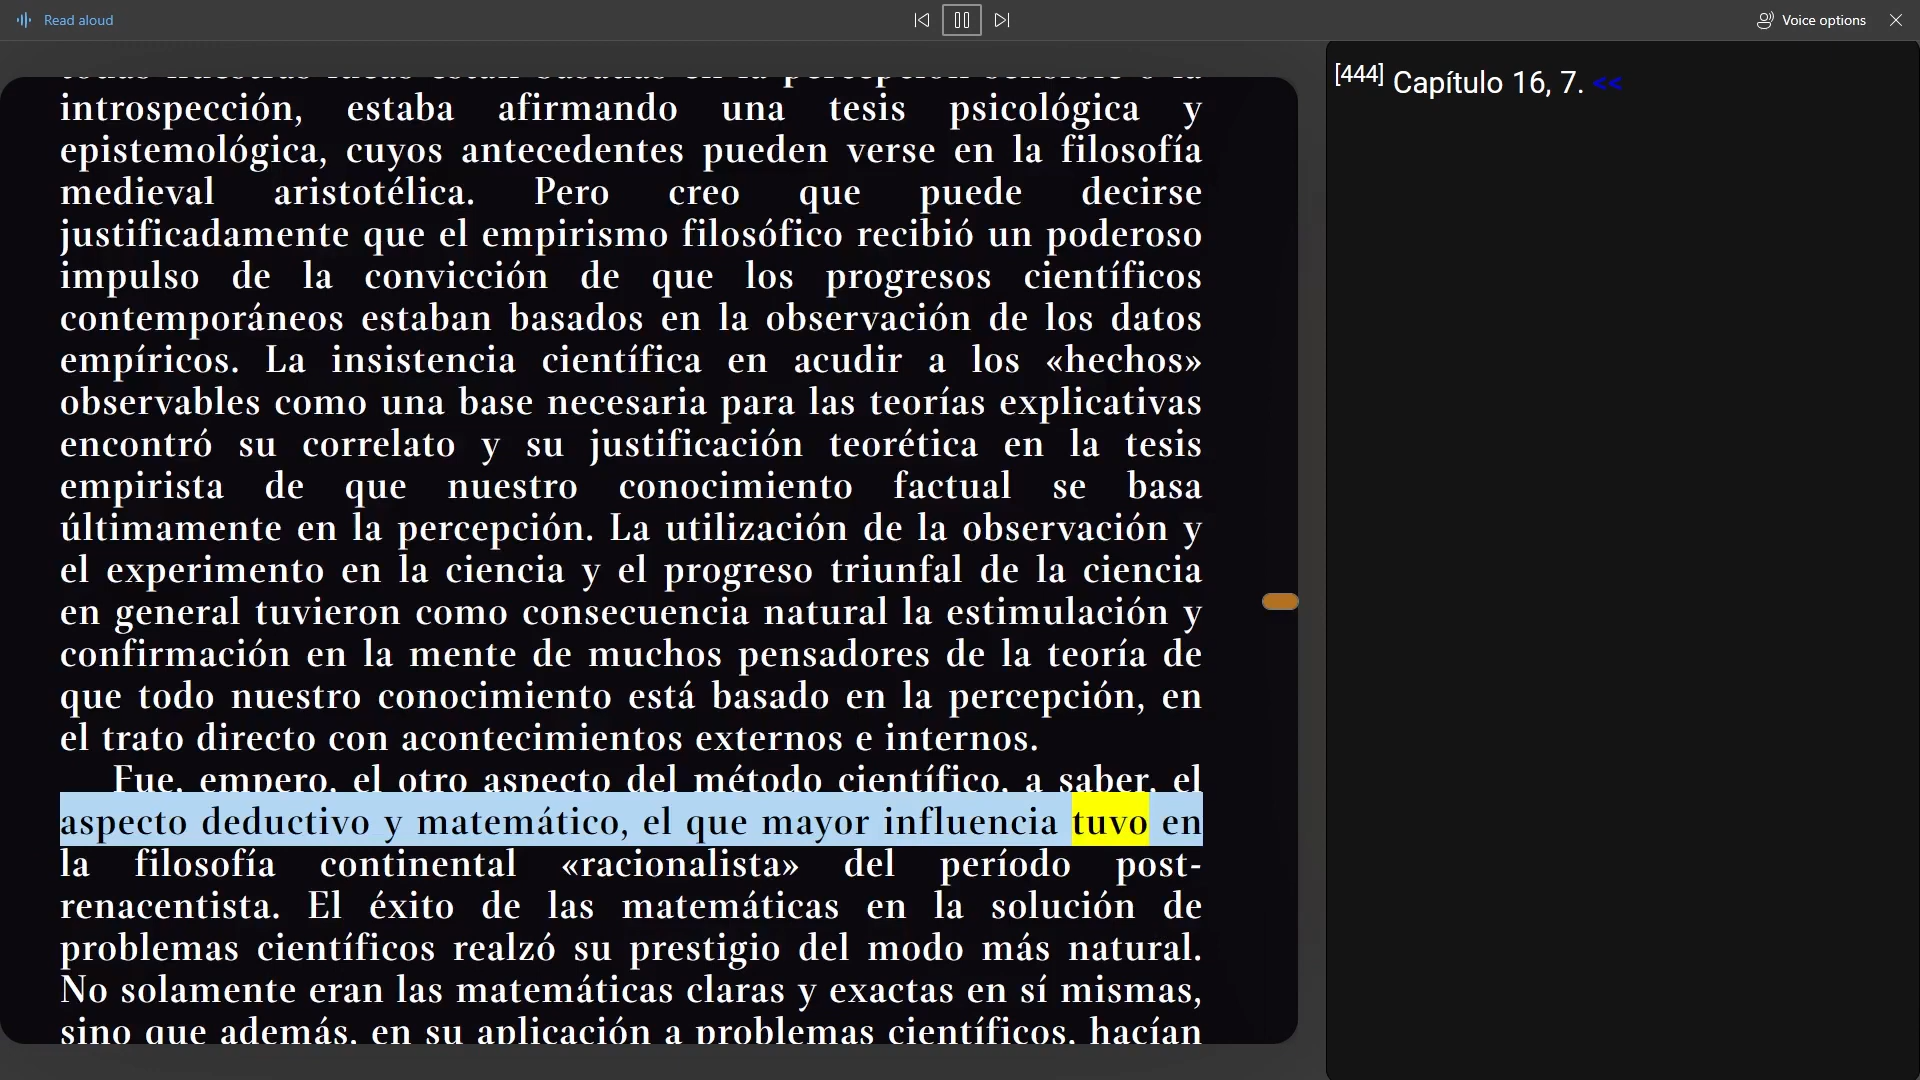 Read aloud
Voice options
todas nuestras ideas están basadas en la percepción sensible o la
introspección, estaba afirmando una tesis psicológica y
epistemológica, cuyos antecedentes pueden verse en la filosofía
medieval aristotélica. Pero creo que puede decirse
justificadamente que el empirismo filosófico recibió un poderoso
impulso de la convicción de que los progresos científicos
contemporáneos estaban basados en la observación de los datos
empíricos. La insistencia científica en acudir a los «hechos»
observables como una base necesaria para las teorías explicativas
encontró su correlato y su justificación teorética en la tesis
empirista de que nuestro conocimiento factual se basa
últimamente en la percepción. La utilización de la observación y
el experimento en la ciencia y el progreso triunfal de la ciencia
en general tuvieron como consecuencia natural la estimulación y
confirmación en la mente de muchos pensadores de la teoría de
que todo nuestro conocimiento está basado en la percepción, en
el trato directo con acontecimientos externos e internos.
Fue, empero, el otro aspecto del método científico, a saber, el
aspecto deductivo y matemático, el que mayor influencia tuvo en
la filosofía continental «racionalista» del período post-
renacentista. El éxito de las matemáticas en la solución de
problemas científicos realzó su prestigio del modo más natural.
No solamente eran las matemáticas claras y exactas en sí mismas,
sino que además, en su aplicación a problemas científicos, hacían
[444] Capítulo 16, 7. <<